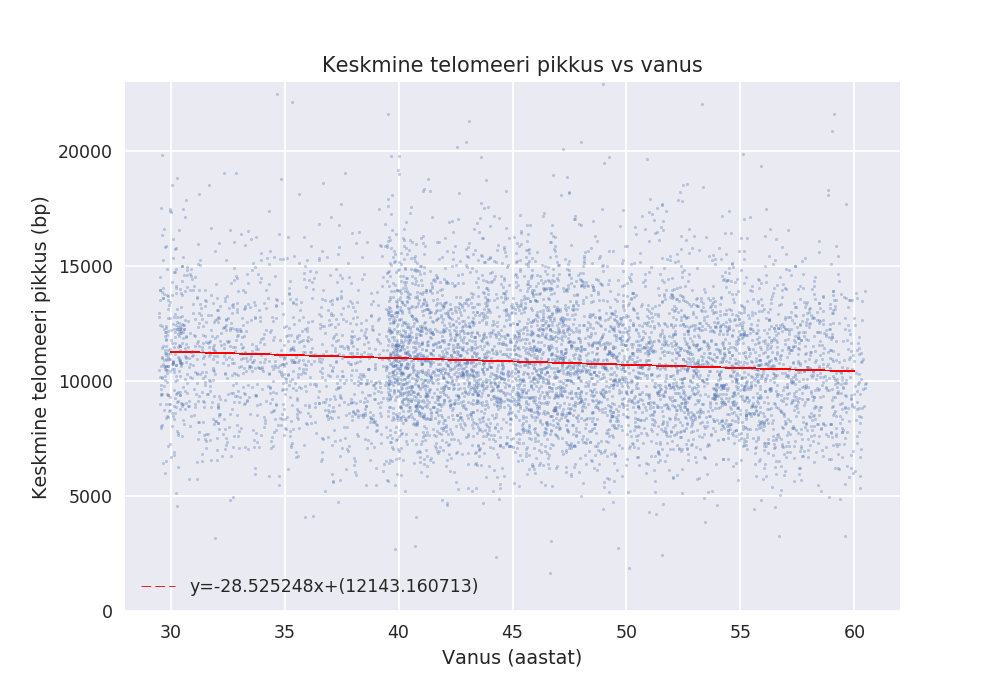 Keskmine telomeeri pikkus vs vanus
Keskmine telomeeri pikkus (bp)
20000
15000
10000
5000
0
y=-28.525248x+(12143.160713)
30 35 40 45 50 55 60
Vanus (aastat)